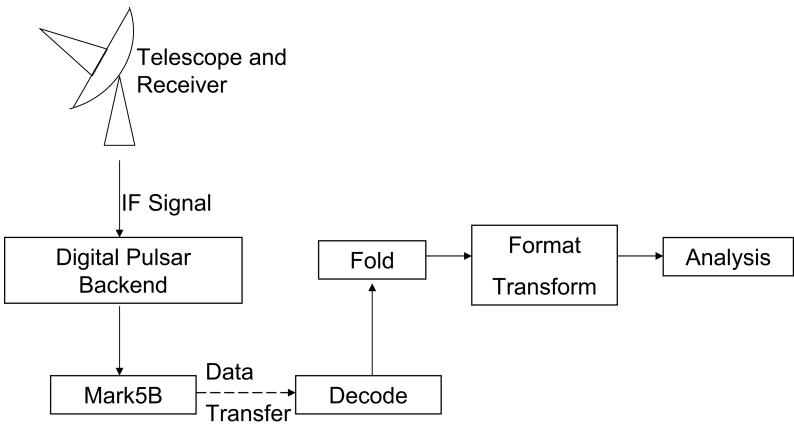 Telescope and
Receiver
IF Signal
Digital Pulsar
Backend
Mark5B
Data
Transfer
Decode
Fold
Format
Transform
Analysis